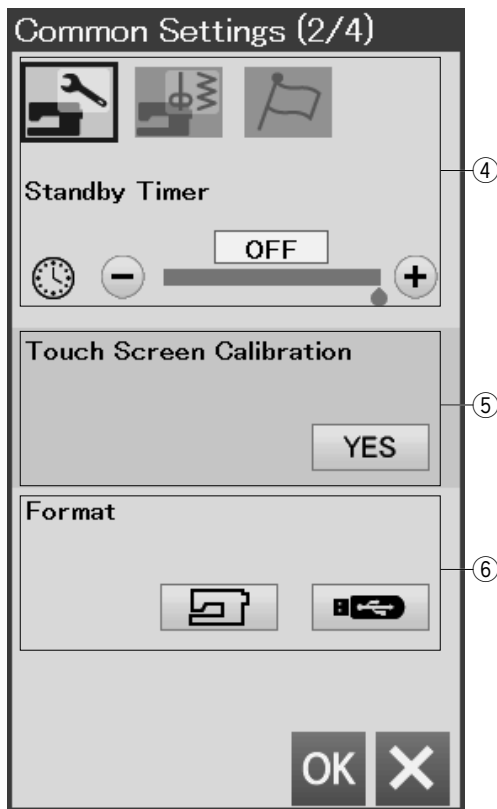 Common Settings (2/4)
④
Standby Timer
OFF
Touch Screen Calibration
⑤
YES
Format
⑥
OK